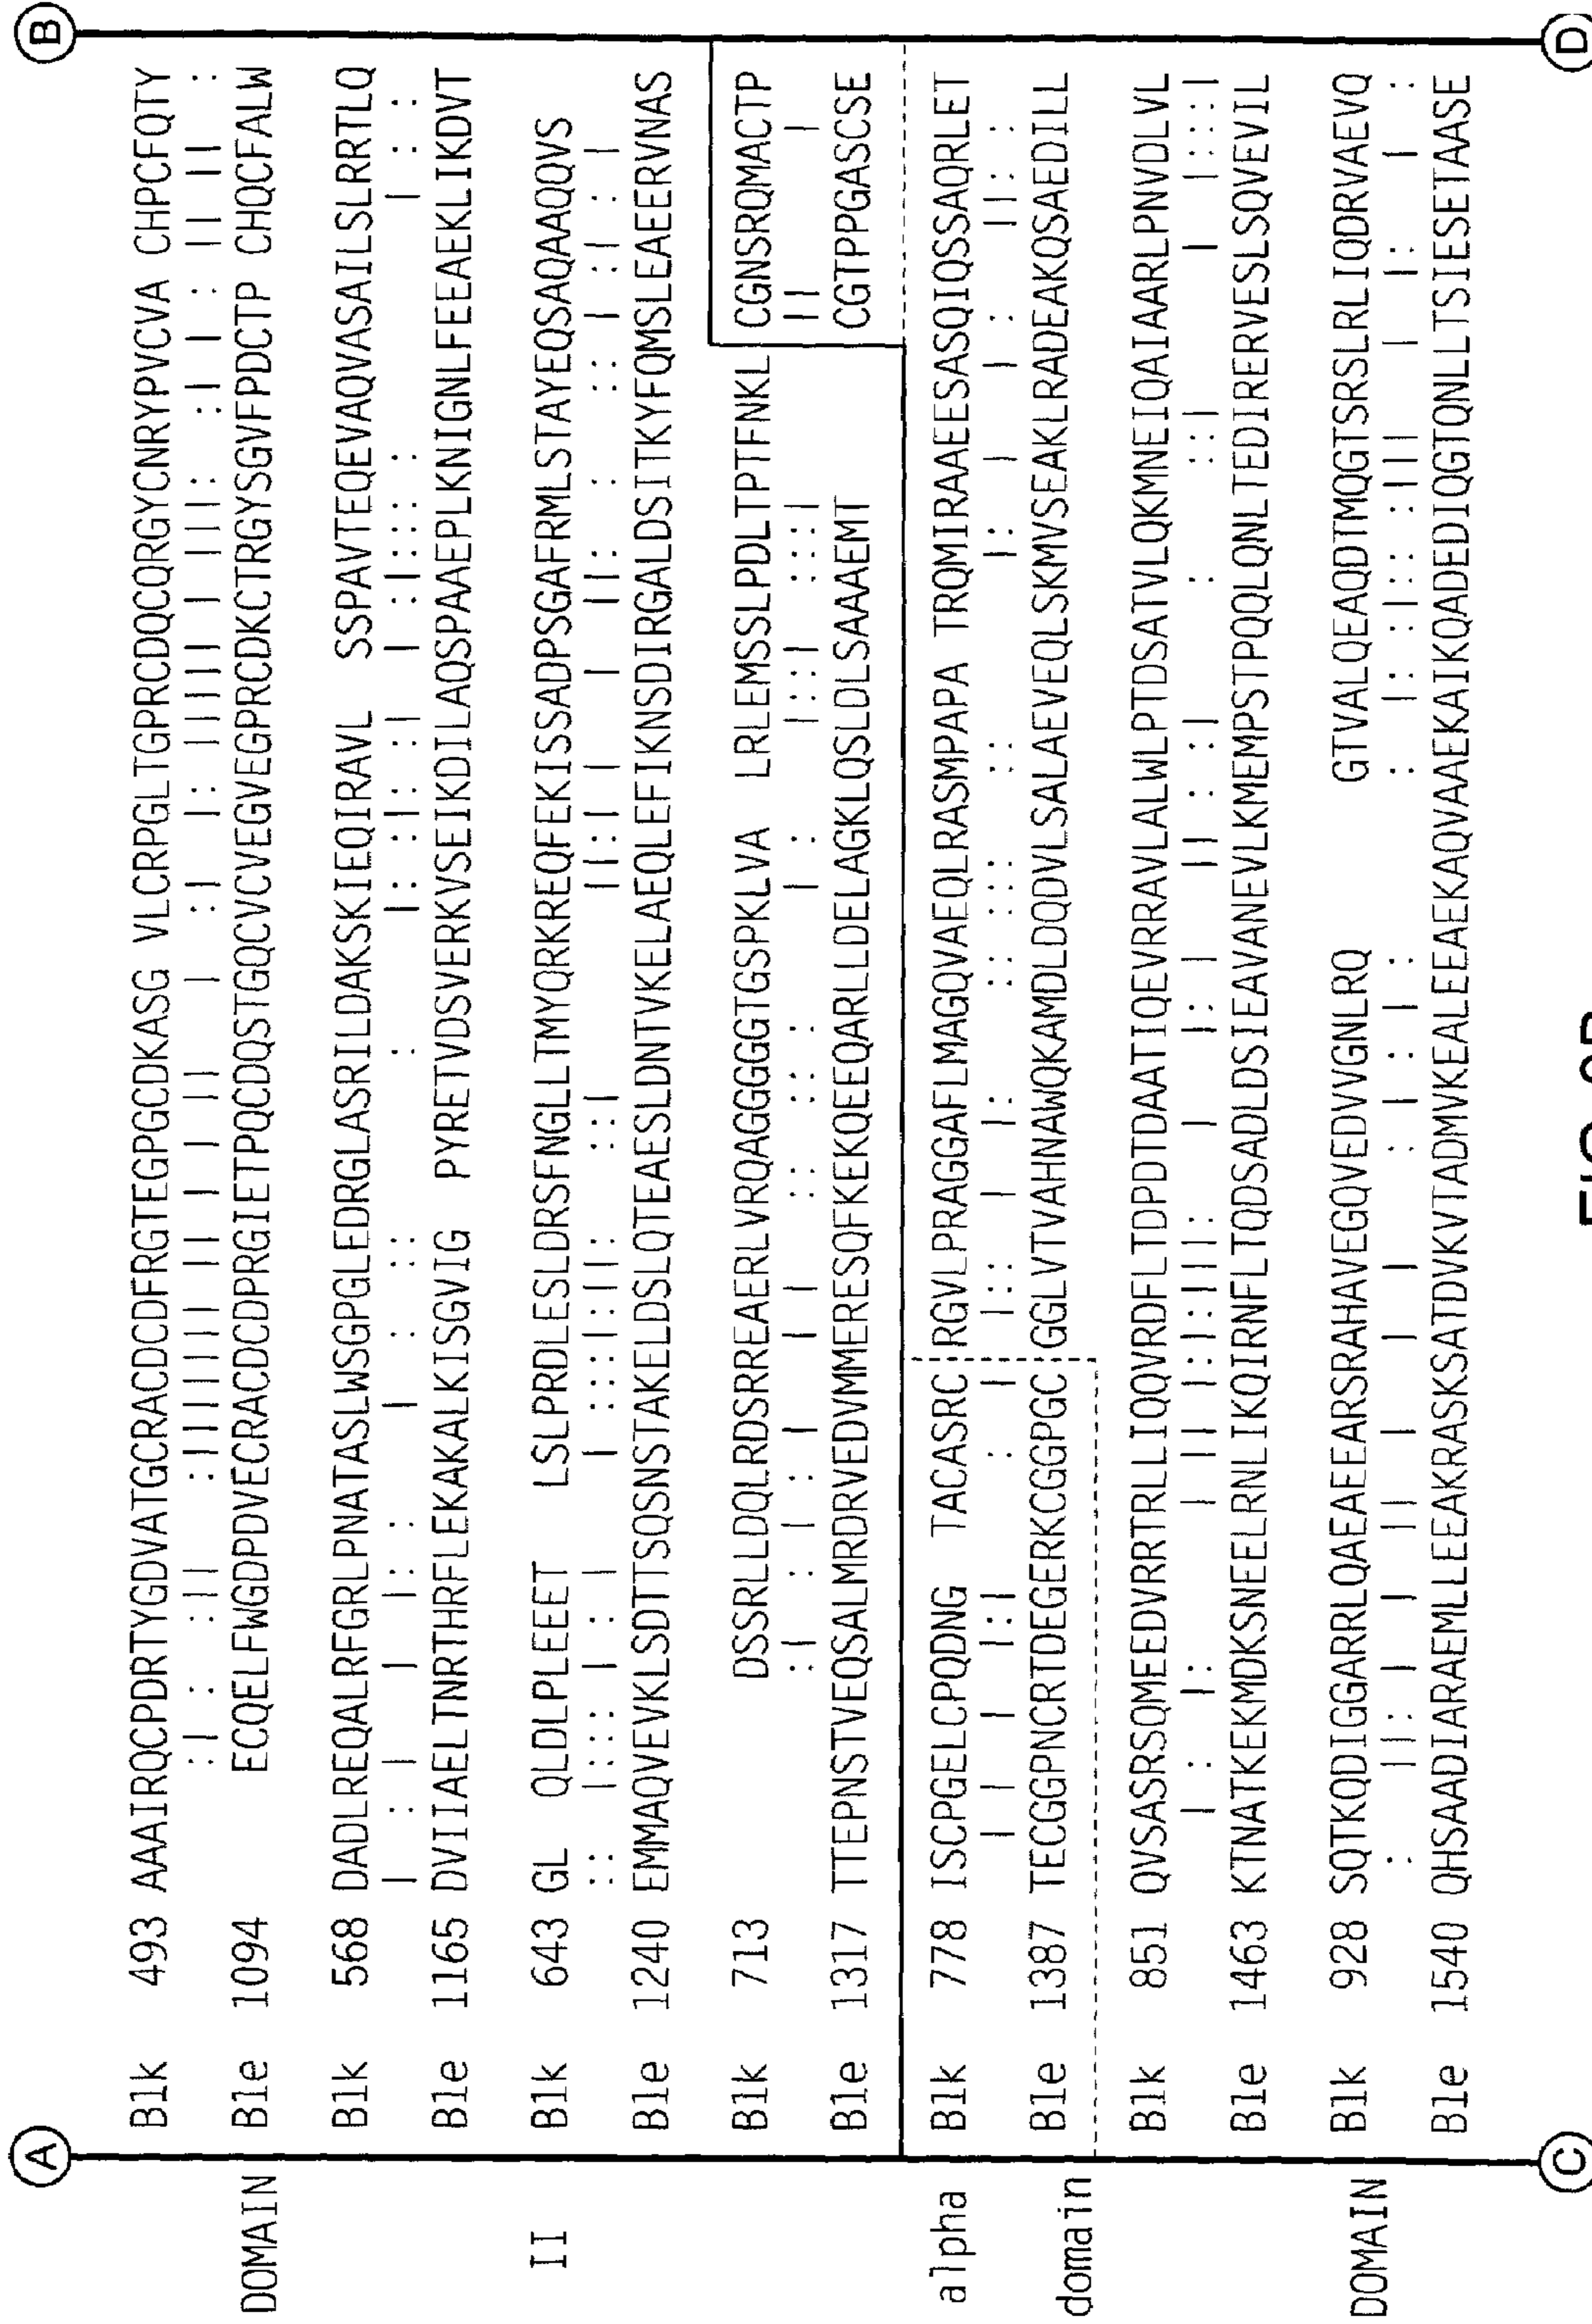 A B
B1k 493 AAIRQCPDRTYGDVATGCRACDCDFRGTEGPGCDKASG VLCRPGLTGPRCDQCQRGYCNRYPVCVA CHPCFQTY
DOMAIN B1e 1094 ECQELFWGDPDVECRACDCDPRGIETPQCDQSTGQCVCVEGVEGPRCDKCTRGYSGVFPDCTP CHQCFALW
B1k 568 DADLREQALRFGRLPNATASLWSGPGLEDRGLASRILDAKSKIEQIRAVL SSPAVTEQEVAQVASAILSLRRTLQ
B1e 1165 DVIIAELTNRTHRFLEKAKALKISGVIG PYRETVDSVERKVSEIKDILAQSPAAEPLKNIGNLFEEAEKLIKDVT
II B1k 643 GL QLDLPLEEET LSLPRDLESLDRSFNGLLTMYQRKREQFEKISSADPSGAFRMLSTAYEQSAQAAQQVS
B1e 1240 EMMAQVEVKLSDTTSQSNSTAKELDSLQTEAESLDNTVKELAEQLEFIKNSDIRGALDSITKYFQMSLEAEERVNAS
B1k 713 DSSRLLDQLRDSRREAERLVRQAGGGGGTGSPKLVA LRLEMSSLPDLTPTFNKL CGNSRQMACTP
B1e 1317 TTEPNSTVEQSALMRDRVEDVMMERESQFKEKQEEQARLLDELAGKLQSLDLSAAAEMT CGTPPGASCSE
alpha B1k 778 ISCPGELCPQDNG TACASRC RGVLPRAGGAFLMAGQVAEQLRASMPAPA TRQMIRAAEESASQIQSSAQRLET
domain B1e 1387 TECGGPNCRTDEGERKCGGPGC GGLVTVAHNAWQKAMDLDQDVLSALAEVEQLSKMVSEAKLRADEAKQSAEDILL
B1k 851 QVSASRSQMEEDVRRTRLLIQQVRDFLTDPDTDAATIQEVRRAVLALWLPTDSATVLQKMNEIQAIAARLPNVDLVL
B1e 1463 KTNATKEKMDKSNEELRNLIKQIRNFLTQDSADLDSIEAVANEVLKMEMPSTPQQLQNLTEDIRERVESLSQVEVIL
DOMAIN B1k 928 SQTKQDIGGARRLQAEAEEARSRAHAVEGQVEDVVGNLRQ GTVALQEAQDTMQGTSRSLRLIQDRVAEVQ
B1e 1540 QHSAADIARAEMLLEEAKRASKSATDVKVTADMVKEALEEAEKAQVAAEKAIKQADEDIQGTQNLLTSIESETAASE
C D